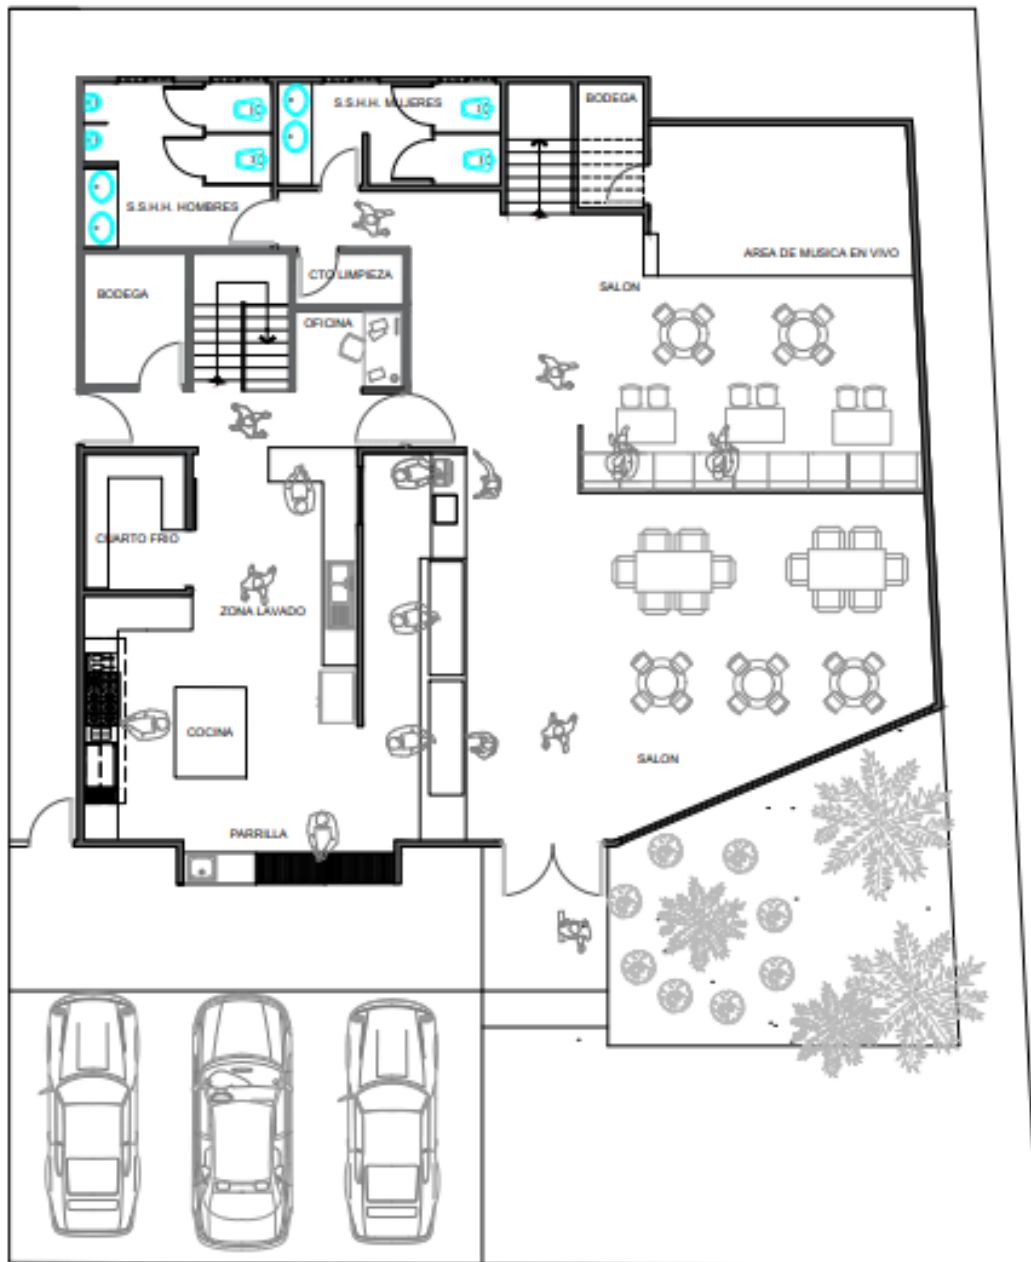 BODEGA
S.S.H.H. MUJERES
S.S.H.H. HOMBRES
AREA DE MUSICA EN VIVO
CTO LIMPIEZA
SALON
BODEGA
OFICINA
CUARTO FRIO
ZONA LAVADO
COCINA
SALON
PARRILLA